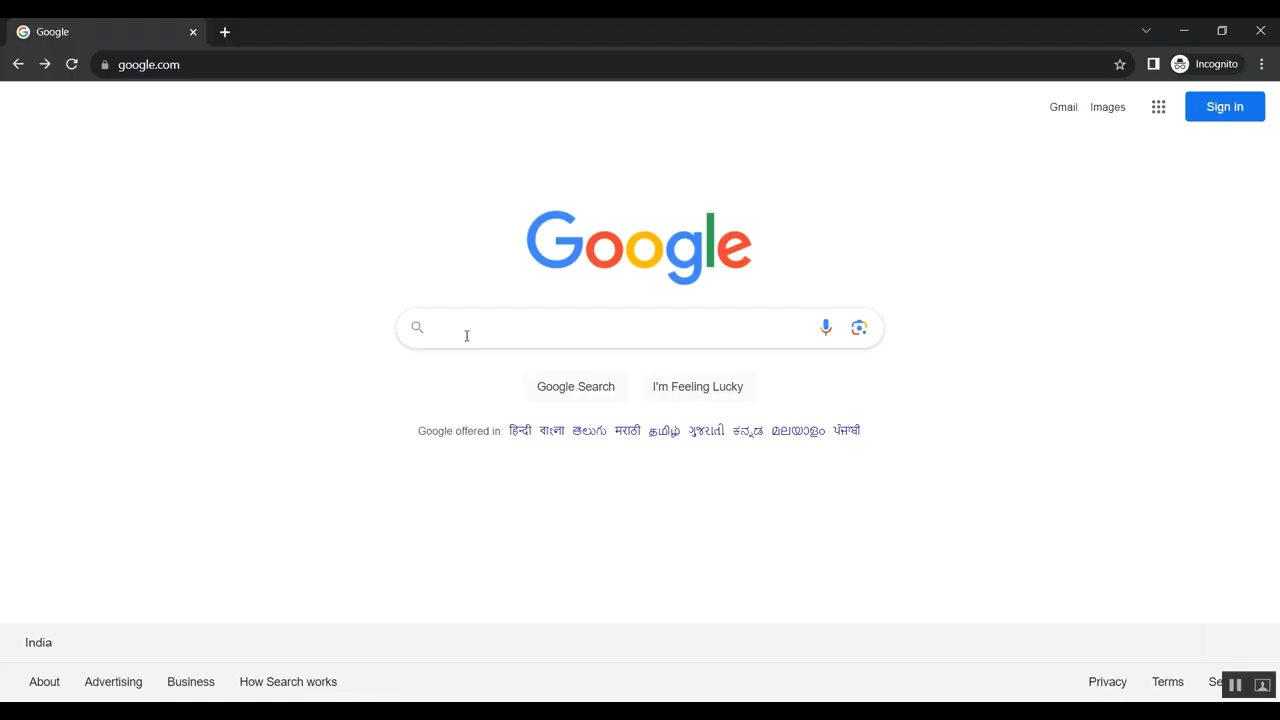 Google
google.com
Incognito
Gmail Images Sign in
Google
Google Search I'm Feeling Lucky
Google offered in: हिन्दी বাংলা తెలుగు मराठी தமிழ் ગુજરાતી ಕನ್ನಡ മലയാളം ਪੰਜਾਬੀ
India
About Advertising Business How Search works Privacy Terms